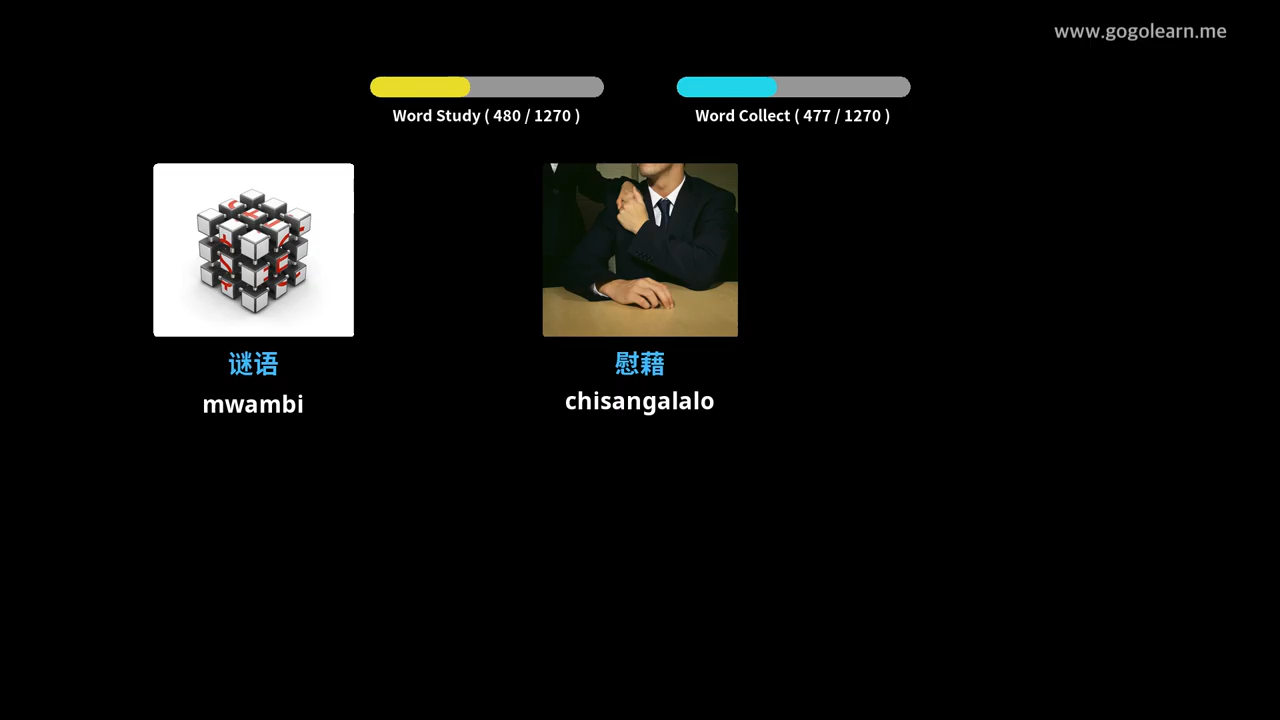 www.gogolearn.me
Word Study ( 480 / 1270 )
Word Collect ( 477 / 1270 )
谜语
mwambi
慰藉
chisangalalo